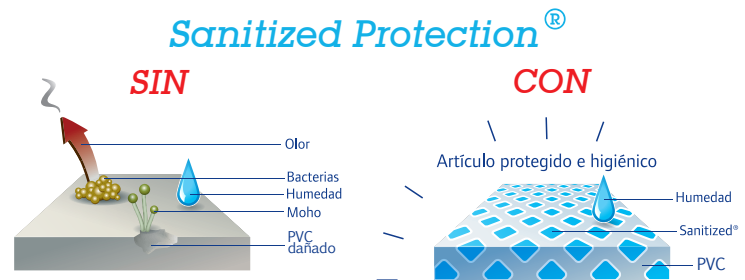 Sanitized Protection®
SIN
CON
Olor
Bacterias
Humedad
Moho
PVC
dañado
Artículo protegido e higiénico
Humedad
Sanitized®
PVC